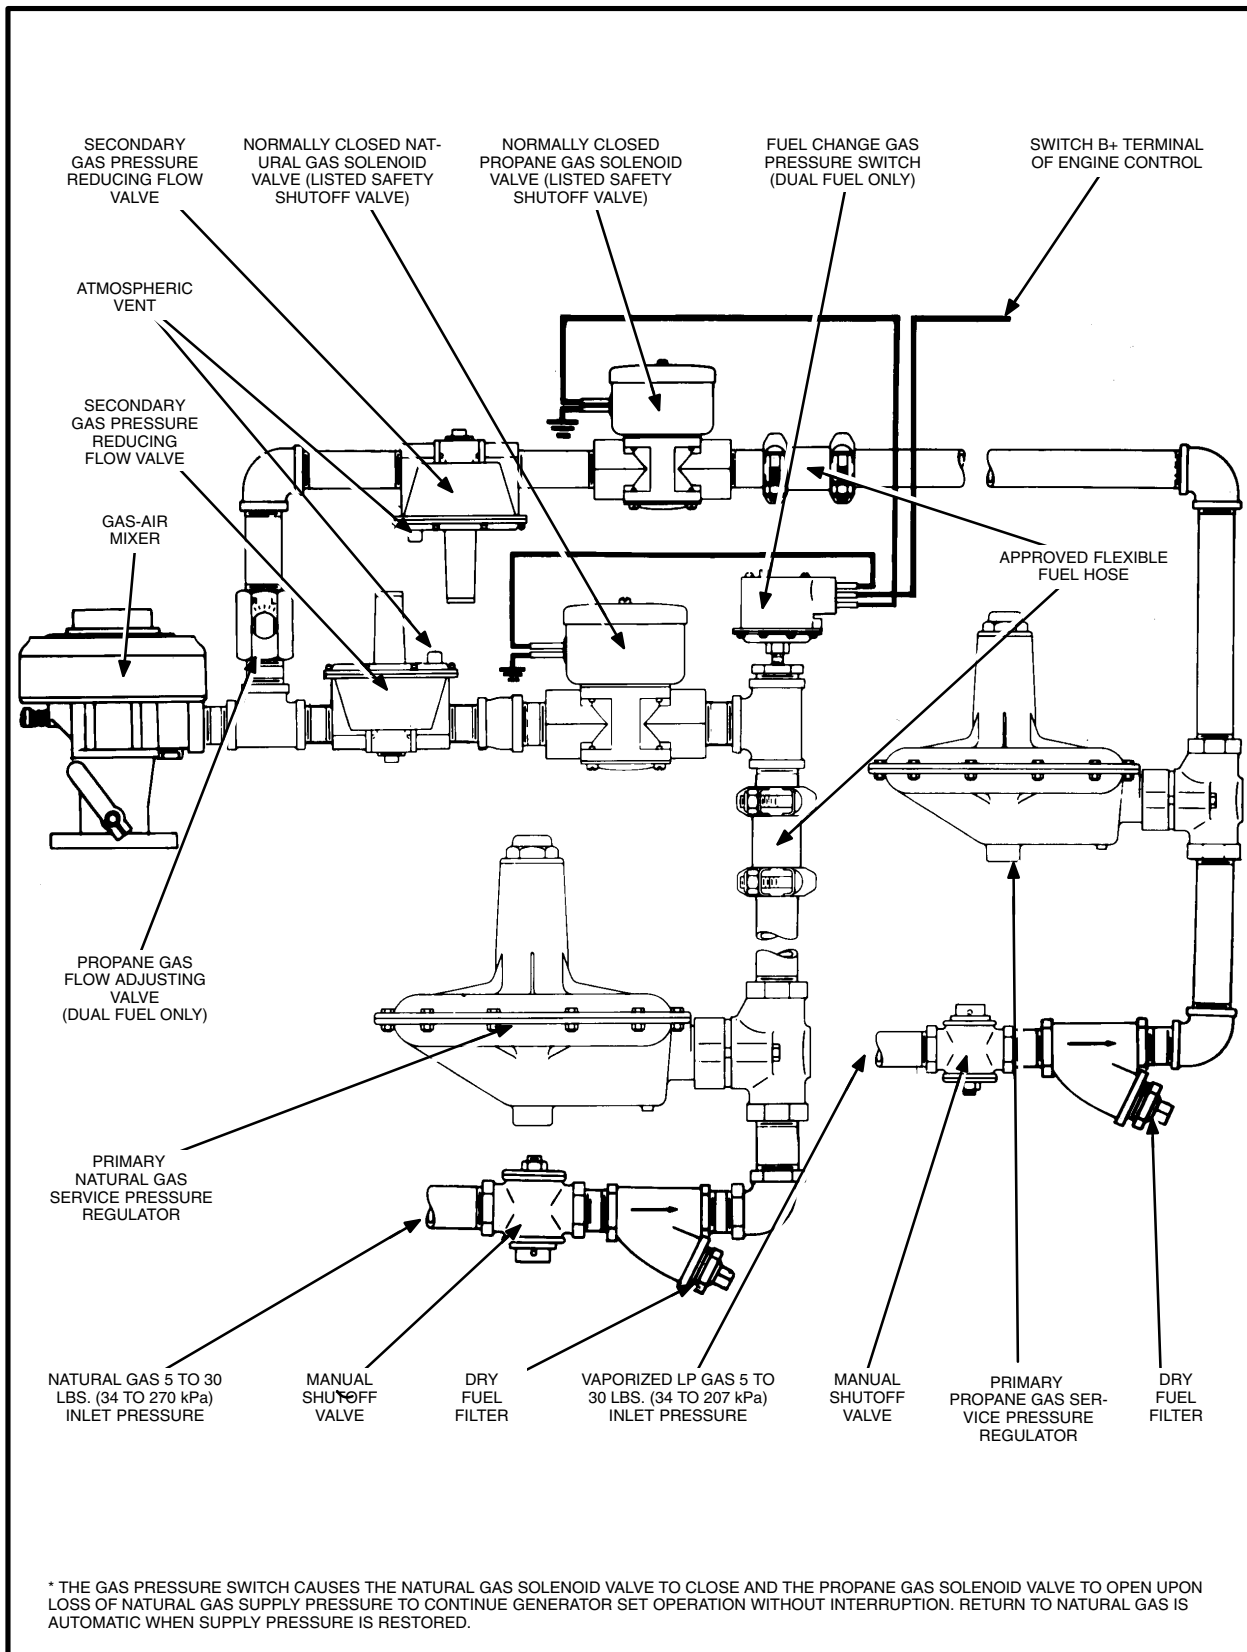 SECONDARY
GAS PRESSURE
REDUCING FLOW
VALVE
NORMALLY CLOSED NAT-
URAL GAS SOLENOID
VALVE (LISTED SAFETY
SHUTOFF VALVE)
NORMALLY CLOSED
PROPANE GAS SOLENOID
VALVE (LISTED SAFETY
SHUTOFF VALVE)
FUEL CHANGE GAS
PRESSURE SWITCH
(DUAL FUEL ONLY)
SWITCH B+ TERMINAL
OF ENGINE CONTROL
ATMOSPHERIC
VENT
SECONDARY
GAS PRESSURE
REDUCING
FLOW VALVE
GAS-AIR
MIXER
APPROVED FLEXIBLE
FUEL HOSE
PROPANE GAS
FLOW ADJUSTING
VALVE
(DUAL FUEL ONLY)
PRIMARY
NATURAL GAS
SERVICE PRESSURE
REGULATOR
NATURAL GAS 5 TO 30
LBS. (34 TO 270 kPa)
INLET PRESSURE
MANUAL
SHUTOFF
VALVE
DRY
FUEL
FILTER
VAPORIZED LP GAS 5 TO
30 LBS. (34 TO 207 kPa)
INLET PRESSURE
MANUAL
SHUTOFF
VALVE
PRIMARY
PROPANE GAS SER-
VICE PRESSURE
REGULATOR
DRY
FUEL
FILTER
* THE GAS PRESSURE SWITCH CAUSES THE NATURAL GAS SOLENOID VALVE TO CLOSE AND THE PROPANE GAS SOLENOID VALVE TO OPEN UPON
LOSS OF NATURAL GAS SUPPLY PRESSURE TO CONTINUE GENERATOR SET OPERATION WITHOUT INTERRUPTION. RETURN TO NATURAL GAS IS
AUTOMATIC WHEN SUPPLY PRESSURE IS RESTORED.